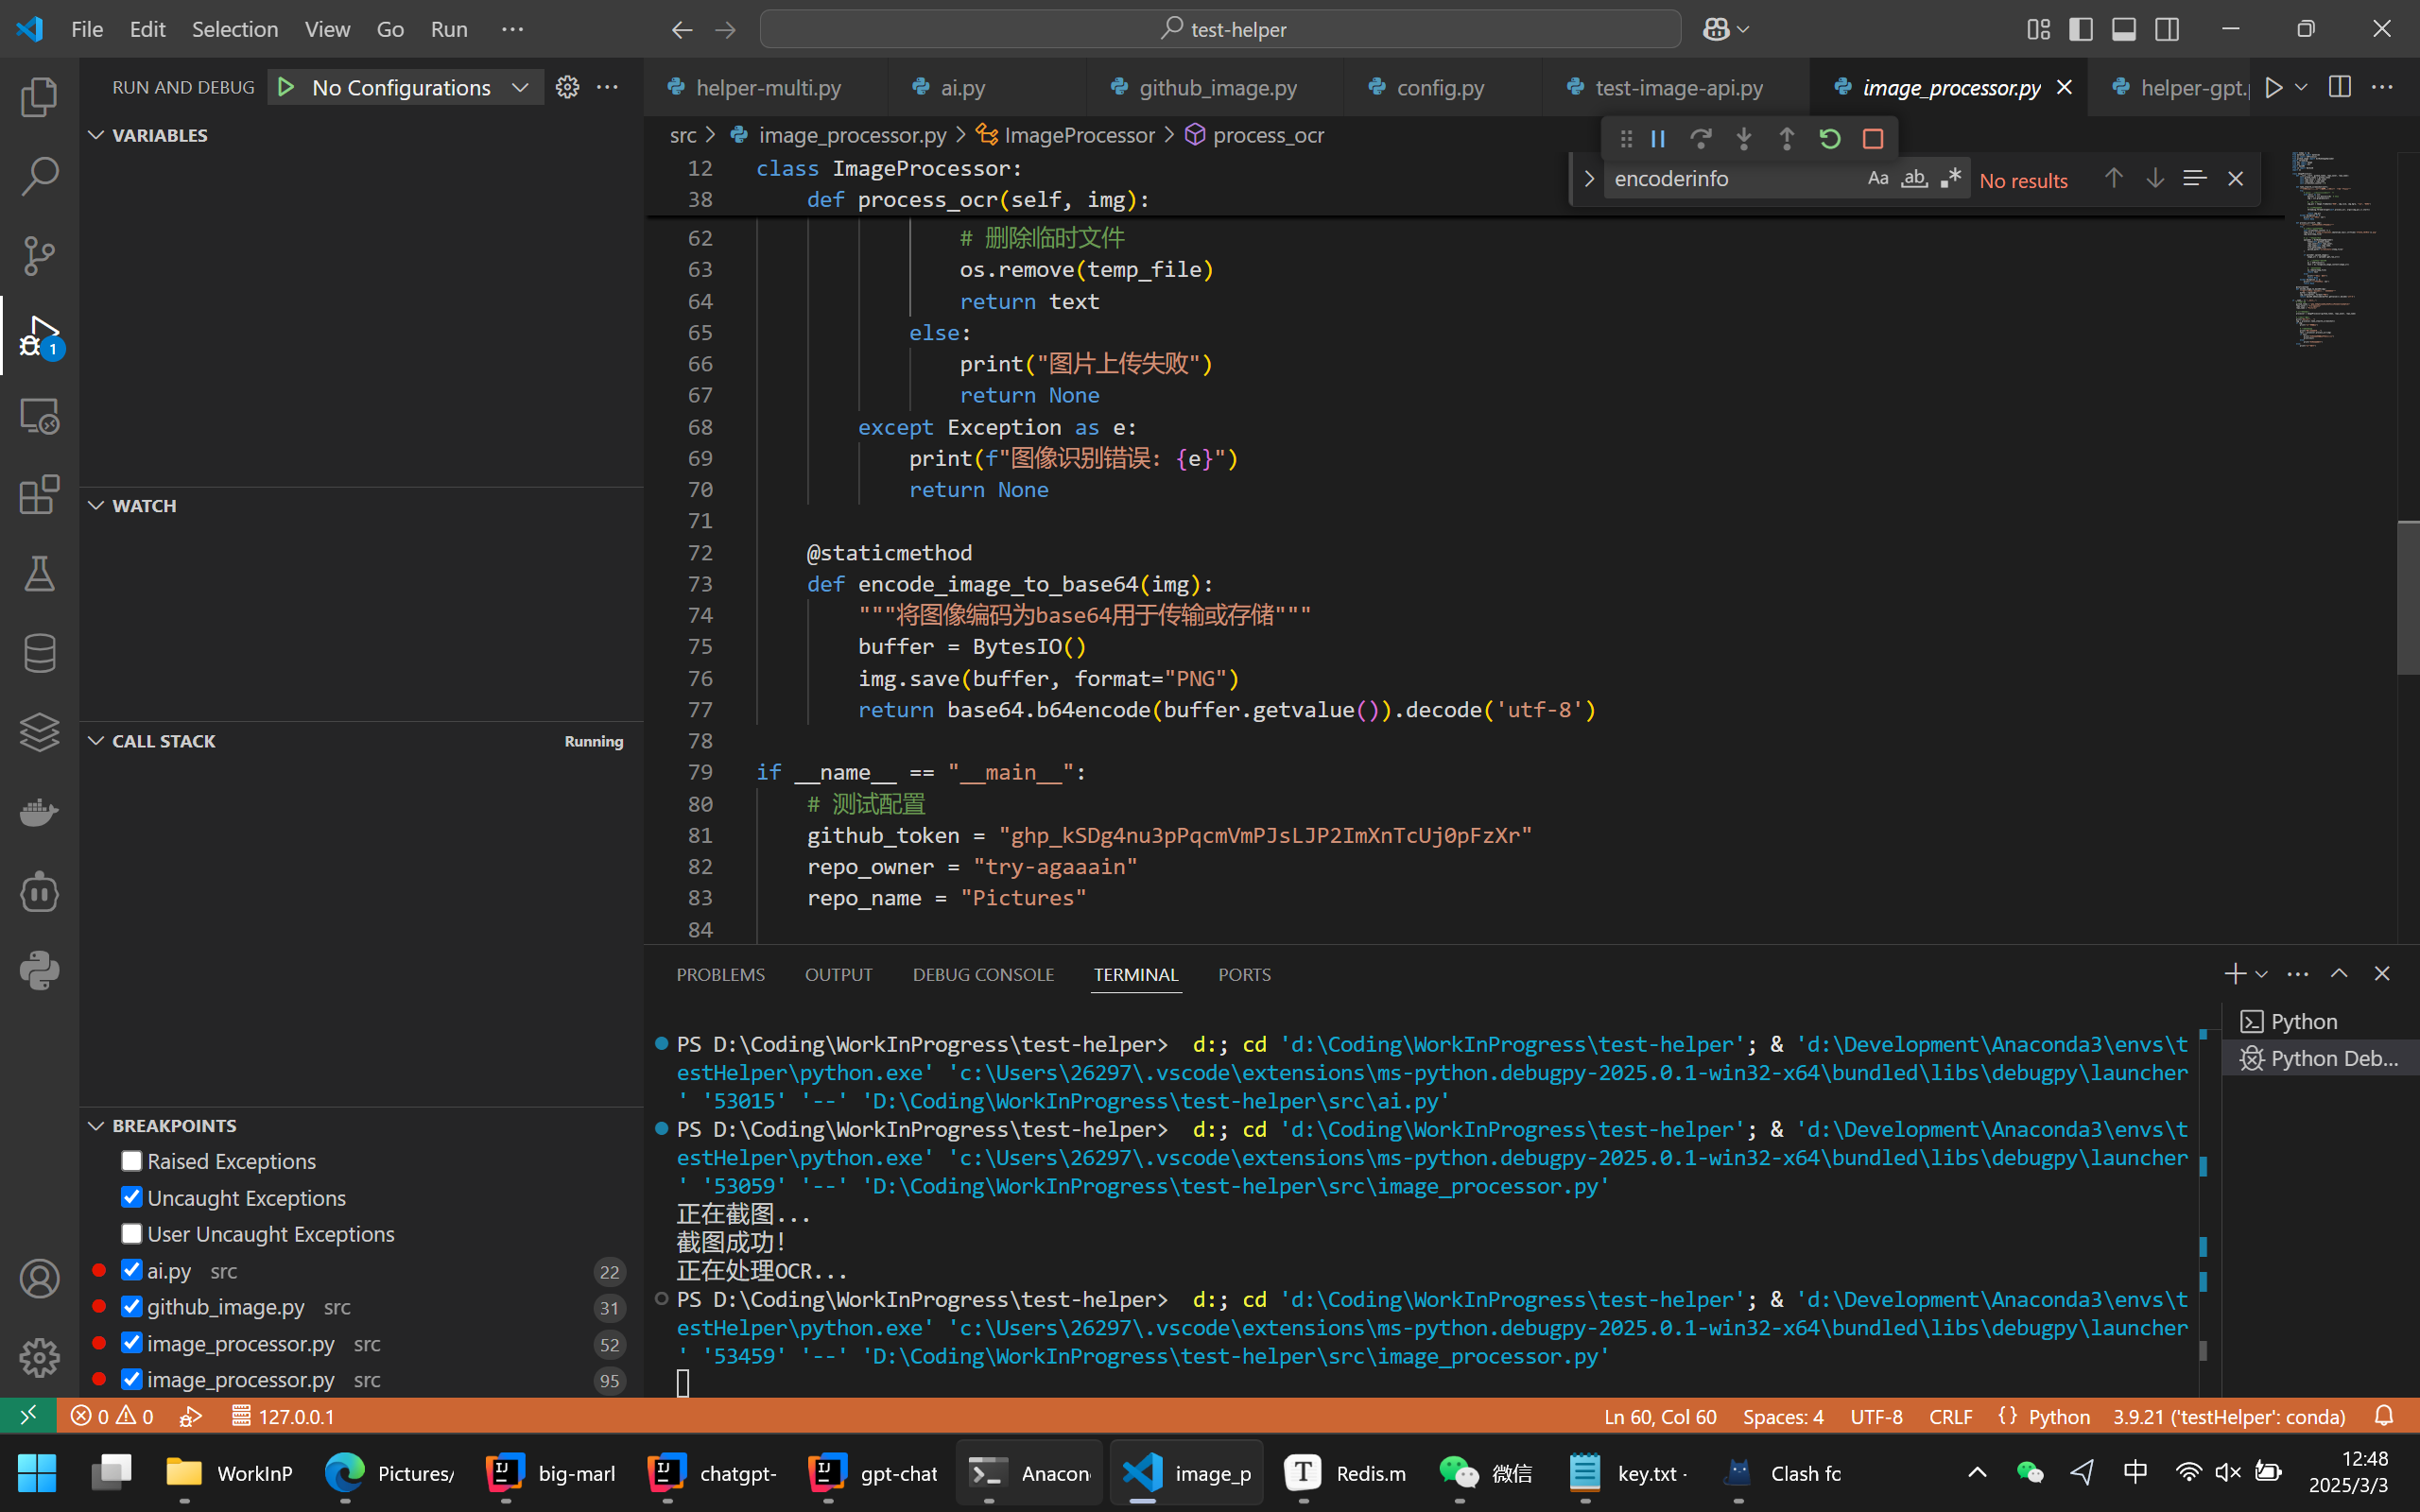 File Edit Selection View Go Run ···
test-helper
RUN AND DEBUG No Configurations
helper-multi.py ai.py github_image.py config.py test-image-api.py image_processor.py helper-gpt.p
src > image_processor.py > ImageProcessor > process_ocr
VARIABLES
WATCH
CALL STACK Running
BREAKPOINTS
Raised Exceptions
Uncaught Exceptions
User Uncaught Exceptions
ai.py src 22
github_image.py src 31
image_processor.py src 52
image_processor.py src 95
1
encoderinfo Aa ab .* No results
12 class ImageProcessor:
38 def process_ocr(self, img):
62 # 删除临时文件
63 os.remove(temp_file)
64 return text
65 else:
66 print("图片上传失败")
67 return None
68 except Exception as e:
69 print(f"图像识别错误: {e}")
70 return None
71
72 @staticmethod
73 def encode_image_to_base64(img):
74 """将图像编码为base64用于传输或存储"""
75 buffer = BytesIO()
76 img.save(buffer, format="PNG")
77 return base64.b64encode(buffer.getvalue()).decode('utf-8')
78
79 if __name__ == "__main__":
80 # 测试配置
81 github_token = "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"
82 repo_owner = "try-agaaain"
83 repo_name = "Pictures"
84
PROBLEMS OUTPUT DEBUG CONSOLE TERMINAL PORTS
Python
Python Deb...
PS D:\Coding\WorkInProgress\test-helper> d:; cd 'd:\Coding\WorkInProgress\test-helper'; & 'd:\Development\Anaconda3\envs\t
estHelper\python.exe' 'c:\Users\26297\.vscode\extensions\ms-python.debugpy-2025.0.1-win32-x64\bundled\libs\debugpy\launcher
' '53015' '--' 'D:\Coding\WorkInProgress\test-helper\src\ai.py'
PS D:\Coding\WorkInProgress\test-helper> d:; cd 'd:\Coding\WorkInProgress\test-helper'; & 'd:\Development\Anaconda3\envs\t
estHelper\python.exe' 'c:\Users\26297\.vscode\extensions\ms-python.debugpy-2025.0.1-win32-x64\bundled\libs\debugpy\launcher
' '53059' '--' 'D:\Coding\WorkInProgress\test-helper\src\image_processor.py'
正在截图...
截图成功!
正在处理OCR...
PS D:\Coding\WorkInProgress\test-helper> d:; cd 'd:\Coding\WorkInProgress\test-helper'; & 'd:\Development\Anaconda3\envs\t
estHelper\python.exe' 'c:\Users\26297\.vscode\extensions\ms-python.debugpy-2025.0.1-win32-x64\bundled\libs\debugpy\launcher
' '53459' '--' 'D:\Coding\WorkInProgress\test-helper\src\image_processor.py'
0 0 127.0.0.1 Ln 60, Col 60 Spaces: 4 UTF-8 CRLF {} Python 3.9.21 ('testHelper': conda)
WorkInP Pictures/ big-marl chatgpt- gpt-chat Anacon image_p Redis.m 微信 key.txt - Clash fc 中 12:48
2025/3/3